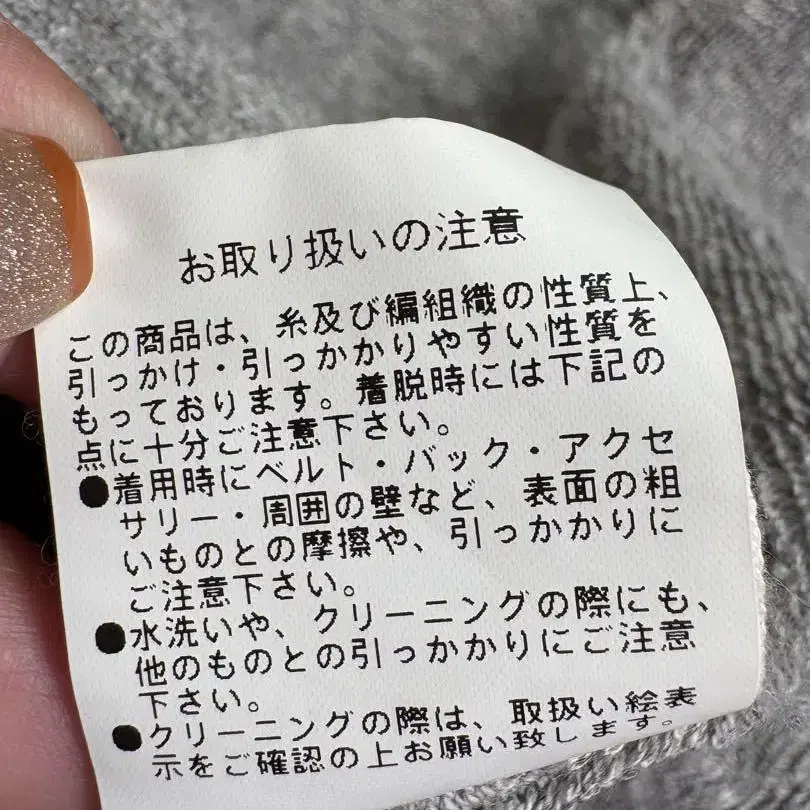 お取り扱いの注意
この商品は、糸及び編組織の性質上、
引っかけ・引っかかりやすい性質を
もっております。着脱時には下記の
点に十分ご注意下さい。
●着用時にベルト・バック・アクセ
サリー・周囲の壁など、表面の粗
いものとの摩擦や、引っかかりに
ご注意下さい。
●水洗いや、クリーニングの際にも、
他のものとの引っかかりにご注意
下さい。
●クリーニングの際は、取扱い絵表
示をご確認の上お願い致します。